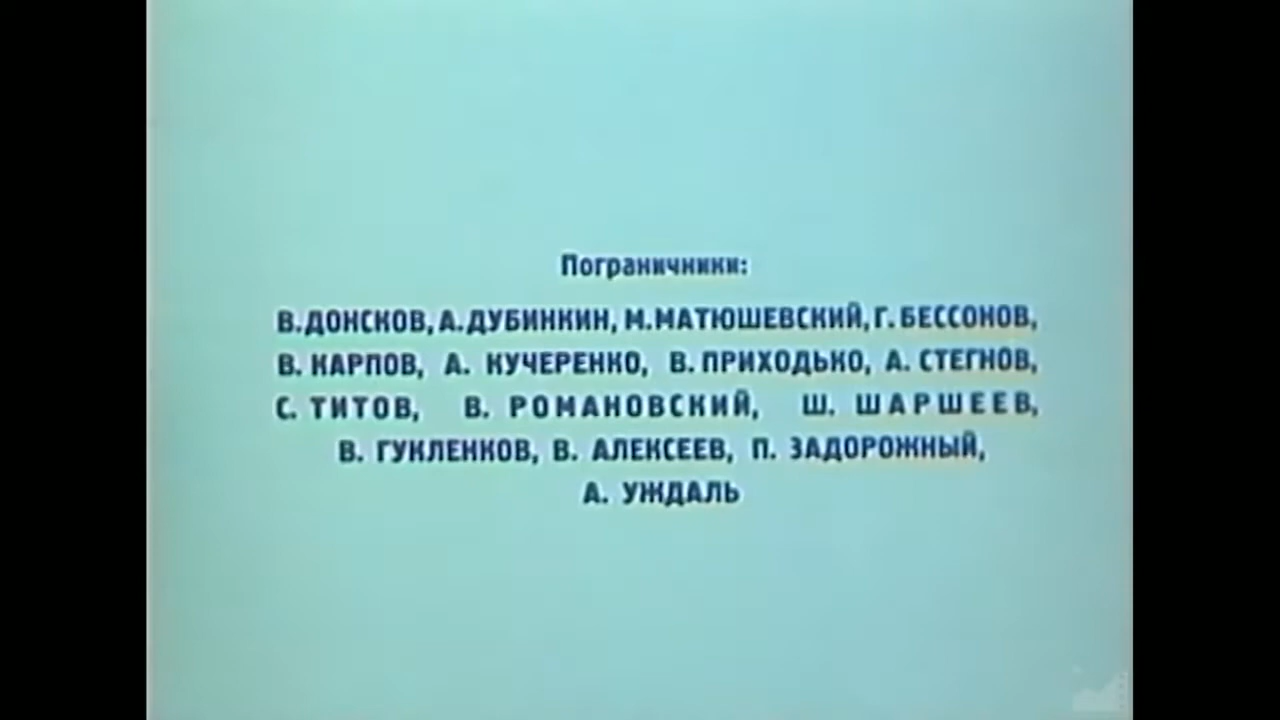 Пограничники:
В. ДОНСКОВ, А. ДУБИНКИН, М. МАТЮШЕВСКИЙ, Г. БЕССОНОВ,
В. КАРПОВ, А. КУЧЕРЕНКО, В. ПРИХОДЬКО, А. СТЕГНОВ,
С. ТИТОВ, В. РОМАНОВСКИЙ, Ш. ШАРШЕЕВ,
В. ГУКЛЕНКОВ, В. АЛЕКСЕЕВ, П. ЗАДОРОЖНЫЙ,
А. УЖДАЛЬ